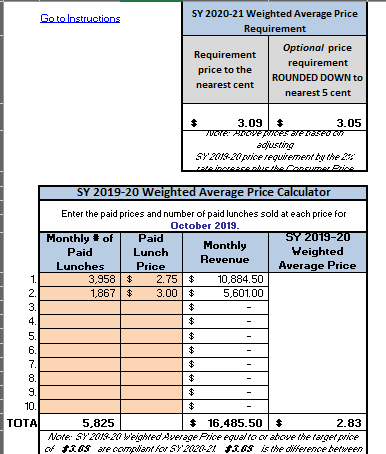 Go to Instructions
SY 2020-21 Weighted Average Price
Requirement
Requirement
price to the
nearest cent
Optional price
requirement
ROUNDED DOWN to
nearest 5 cent
$ 3.09 $ 3.05
Note: Above prices are based on
adjusting
SY 2019-20 price requirement by the 2%
rate increase plus the Consumer Price
SY 2019-20 Weighted Average Price Calculator
Enter the paid prices and number of paid lunches sold at each price for
October 2019.
Monthly # of
Paid
Lunches
Paid
Lunch
Price
Monthly
Revenue
SY 2019-20
Weighted
Average Price
1. 3,958 $ 2.75 $ 10,884.50
2. 1,867 $ 3.00 $ 5,601.00
3. $ -
4. $ -
5. $ -
6. $ -
7. $ -
8. $ -
9. $ -
10. $ -
TOTA 5,825 $ 16,485.50 $ 2.83
Note: SY 2019-20 Weighted Average Price equal to or above the target price
of $3.09 are compliant for SY 2020-21. $3.09 is the difference between